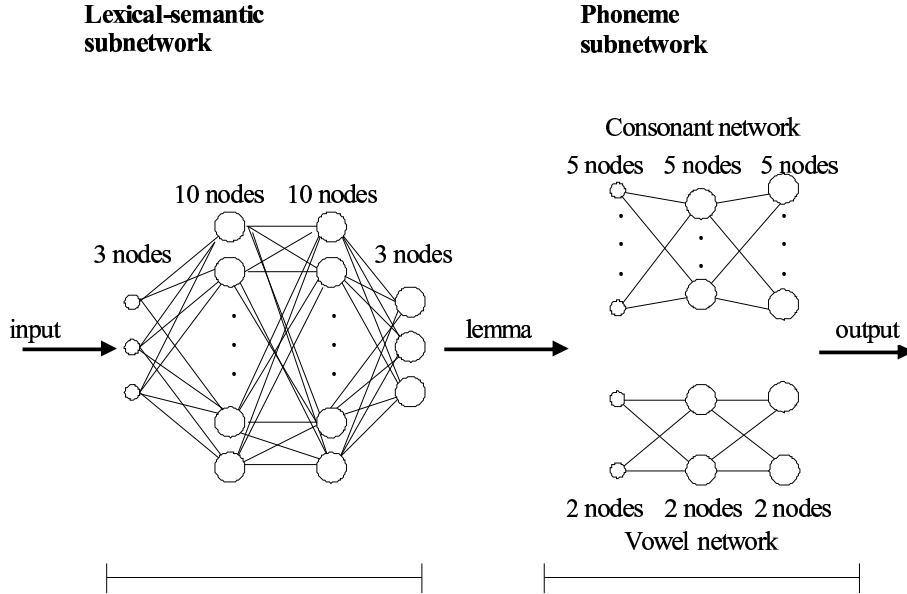 Lexical-semantic
subnetwork
Phoneme
subnetwork
Consonant network
5 nodes 5 nodes 5 nodes
10 nodes 10 nodes
3 nodes 3 nodes
input lemma output
2 nodes 2 nodes 2 nodes
Vowel network